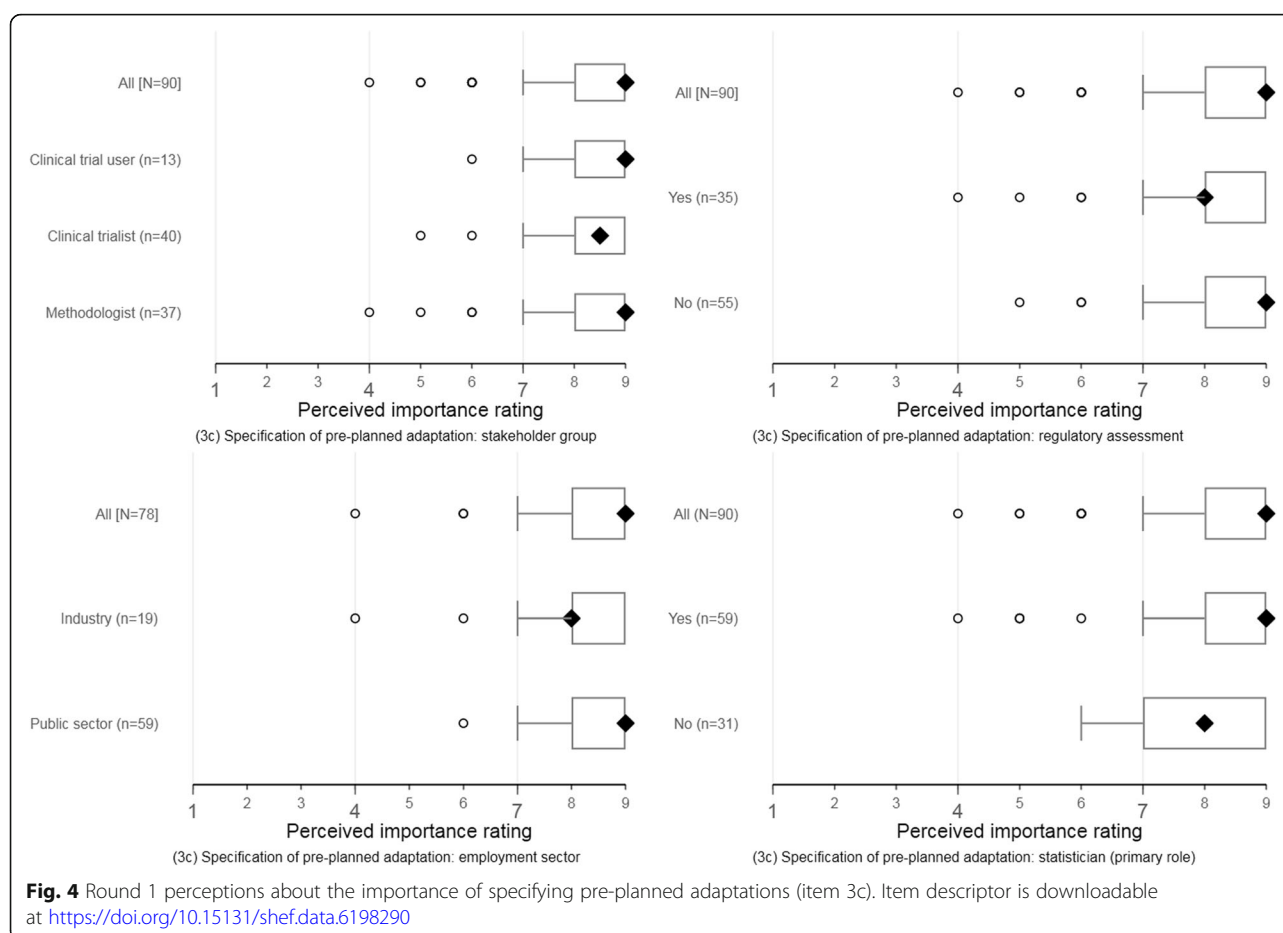 All [N=90]
Clinical trial user (n=13)
Clinical trialist (n=40)
Methodologist (n=37)
1 2 3 4 5 6 7 8 9
Perceived importance rating
(3c) Specification of pre-planned adaptation: stakeholder group
All [N=90]
Yes (n=35)
No (n=55)
1 2 3 4 5 6 7 8 9
Perceived importance rating
(3c) Specification of pre-planned adaptation: regulatory assessment
All [N=78]
Industry (n=19)
Public sector (n=59)
1 2 3 4 5 6 7 8 9
Perceived importance rating
(3c) Specification of pre-planned adaptation: employment sector
All (N=90)
Yes (n=59)
No (n=31)
1 2 3 4 5 6 7 8 9
Perceived importance rating
(3c) Specification of pre-planned adaptation: statistician (primary role)
Fig. 4 Round 1 perceptions about the importance of specifying pre-planned adaptations (item 3c). Item descriptor is downloadable
at https://doi.org/10.15131/shef.data.6198290